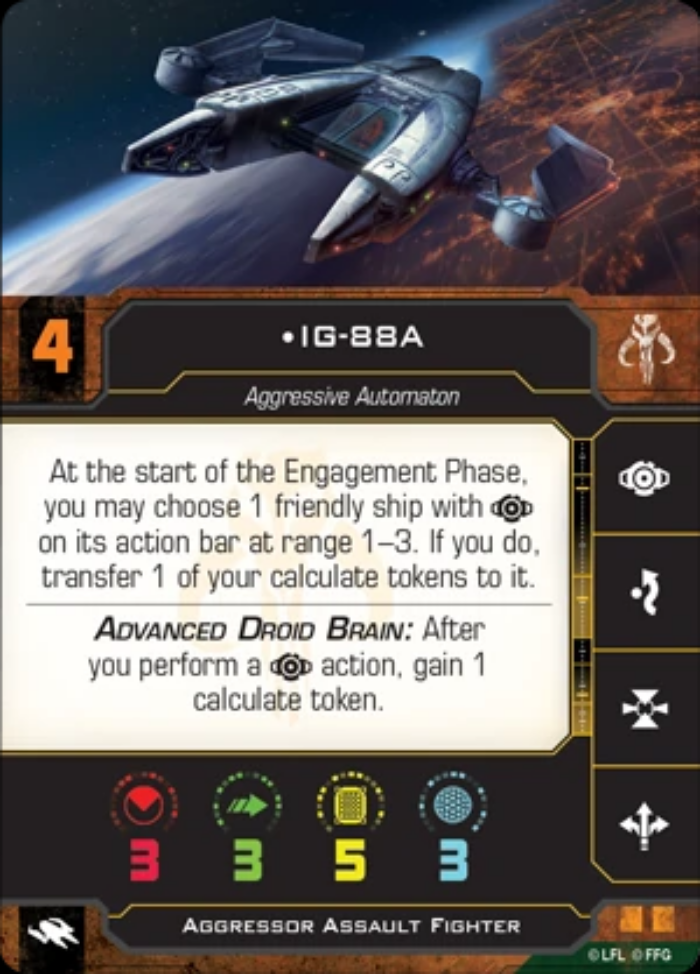 4
•IG-88A
Aggressive Automaton
At the start of the Engagement Phase,
you may choose 1 friendly ship with
on its action bar at range 1–3. If you do,
transfer 1 of your calculate tokens to it.
Advanced Droid Brain: After
you perform a action, gain 1
calculate token.
3 3 5 3
Aggressor Assault Fighter
© LFL © FFG